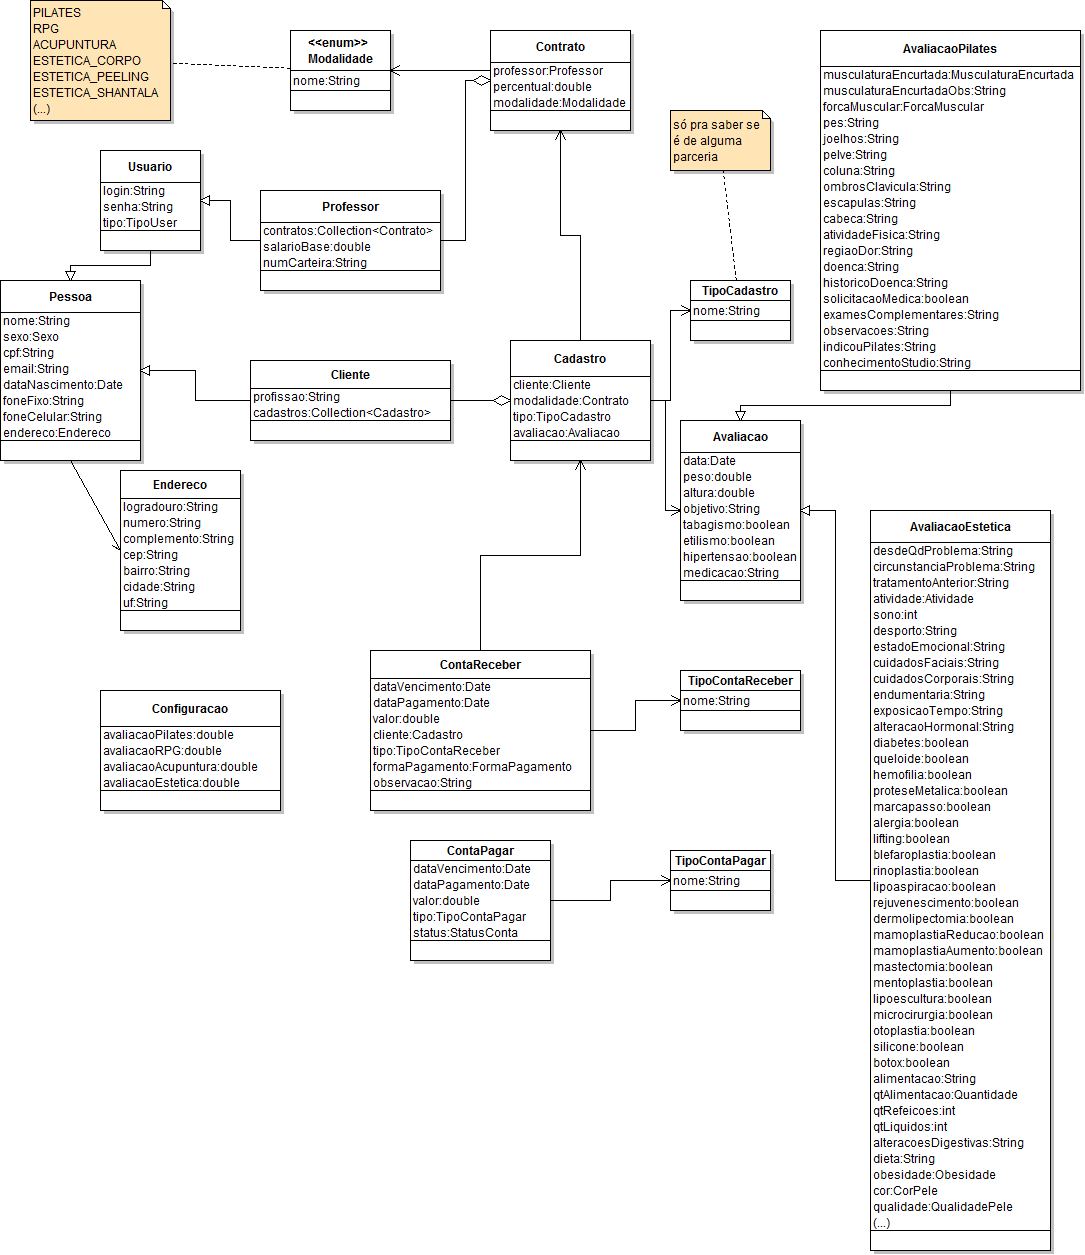 PILATES
RPG
ACUPUNTURA
ESTETICA_CORPO
ESTETICA_PEELING
ESTETICA_SHANTALA
(...)
<<enum>>
Modalidade
nome:String
Contrato
professor:Professor
percentual:double
modalidade:Modalidade
só pra saber se
é de alguma
parceria
AvaliacaoPilates
musculaturaEncurtada:MusculaturaEncurtada
musculaturaEncurtadaObs:String
forcaMuscular:ForcaMuscular
pes:String
joelhos:String
pelve:String
coluna:String
ombrosClavicula:String
escapulas:String
cabeca:String
atividadeFisica:String
regiaoDor:String
doenca:String
historicoDoenca:String
solicitacaoMedica:boolean
examesComplementares:String
observacoes:String
indicouPilates:String
conhecimentoStudio:String
Usuario
login:String
senha:String
tipo:TipoUser
Professor
contratos:Collection<Contrato>
salarioBase:double
numCarteira:String
Pessoa
nome:String
sexo:Sexo
cpf:String
email:String
dataNascimento:Date
foneFixo:String
foneCelular:String
endereco:Endereco
TipoCadastro
nome:String
Cliente
profissao:String
cadastros:Collection<Cadastro>
Cadastro
cliente:Cliente
modalidade:Contrato
tipo:TipoCadastro
avaliacao:Avaliacao
Avaliacao
data:Date
peso:double
altura:double
objetivo:String
tabagismo:boolean
etilismo:boolean
hipertensao:boolean
medicacao:String
Endereco
logradouro:String
numero:String
complemento:String
cep:String
bairro:String
cidade:String
uf:String
AvaliacaoEstetica
desdeQdProblema:String
circunstanciaProblema:String
tratamentoAnterior:String
atividade:Atividade
sono:int
desporto:String
estadoEmocional:String
cuidadosFaciais:String
cuidadosCorporais:String
endumentaria:String
exposicaoTempo:String
alteracaoHormonal:String
diabetes:boolean
queloide:boolean
hemofilia:boolean
proteseMetalica:boolean
marcapasso:boolean
alergia:boolean
lifting:boolean
blefaroplastia:boolean
rinoplastia:boolean
lipoaspiracao:boolean
rejuvenescimento:boolean
dermolipectomia:boolean
mamoplastiaReducao:boolean
mamoplastiaAumento:boolean
mastectomia:boolean
mentoplastia:boolean
lipoescultura:boolean
microcirurgia:boolean
otoplastia:boolean
silicone:boolean
botox:boolean
alimentacao:String
qtAlimentacao:Quantidade
qtRefeicoes:int
qtLiquidos:int
alteracoesDigestivas:String
dieta:String
obesidade:Obesidade
cor:CorPele
qualidade:QualidadePele
(...)
ContaReceber
dataVencimento:Date
dataPagamento:Date
valor:double
cliente:Cadastro
tipo:TipoContaReceber
formaPagamento:FormaPagamento
observacao:String
TipoContaReceber
nome:String
Configuracao
avaliacaoPilates:double
avaliacaoRPG:double
avaliacaoAcupuntura:double
avaliacaoEstetica:double
ContaPagar
dataVencimento:Date
dataPagamento:Date
valor:double
tipo:TipoContaPagar
status:StatusConta
TipoContaPagar
nome:String